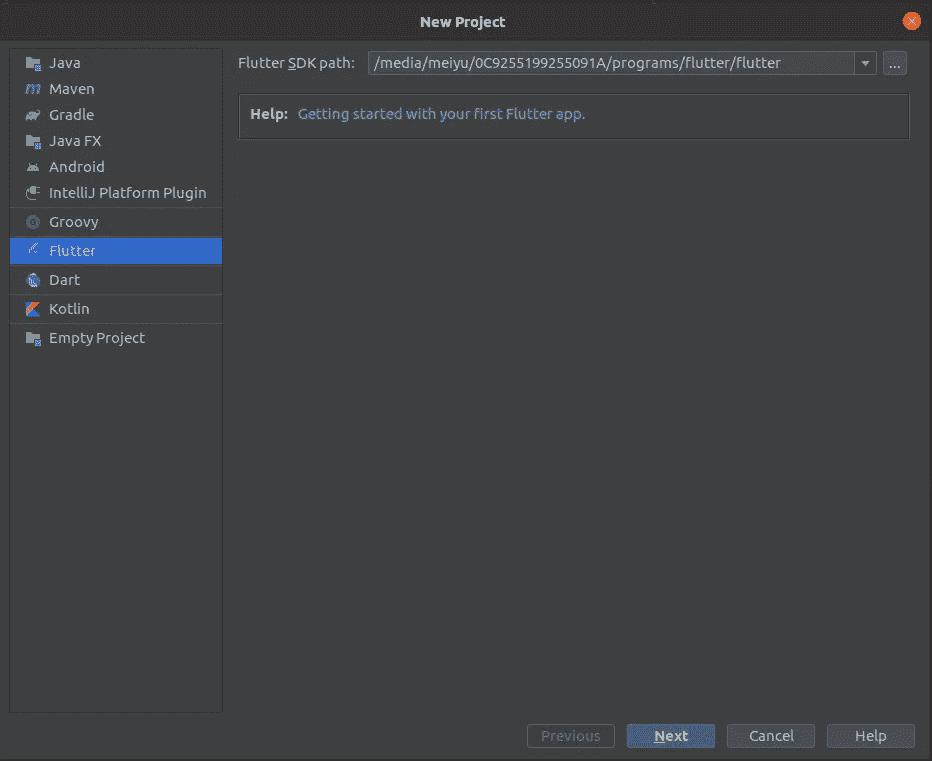 New Project
Java
Maven
Gradle
Java FX
Android
IntelliJ Platform Plugin
Groovy
Flutter
Dart
Kotlin
Empty Project
Flutter SDK path: /media/meiyu/0C9255199255091A/programs/flutter/flutter ...
Help: Getting started with your first Flutter app.
Previous Next Cancel Help